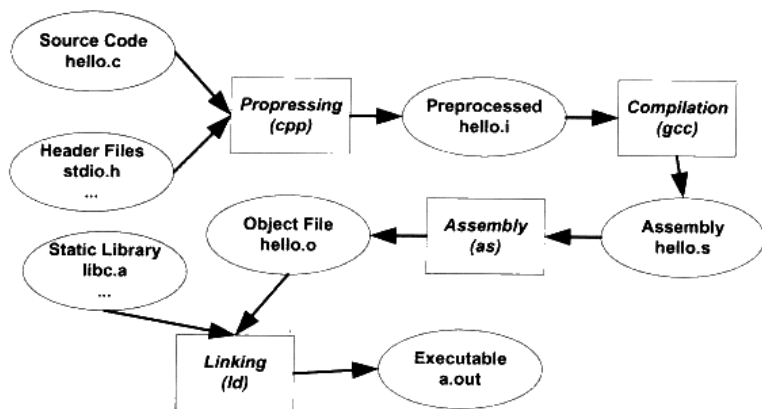 Source Code
hello.c
Propressing
(cpp)
Preprocessed
hello.i
Compilation
(gcc)
Header Files
stdio.h
...
Object File
hello.o
Assembly
(as)
Assembly
hello.s
Static Library
libc.a
...
Linking
(ld)
Executable
a.out